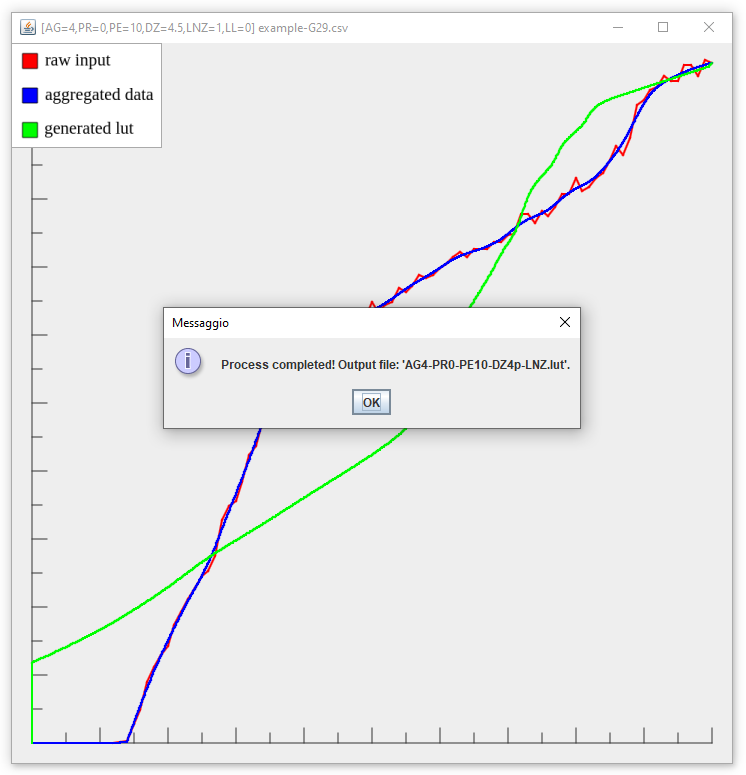 [AG=4,PR=0,PE=10,DZ=4.5,LNZ=1,LL=0] example-G29.csv
raw input
aggregated data
generated lut
Messaggio
Process completed! Output file: 'AG4-PR0-PE10-DZ4p-LNZ.lut'.
OK